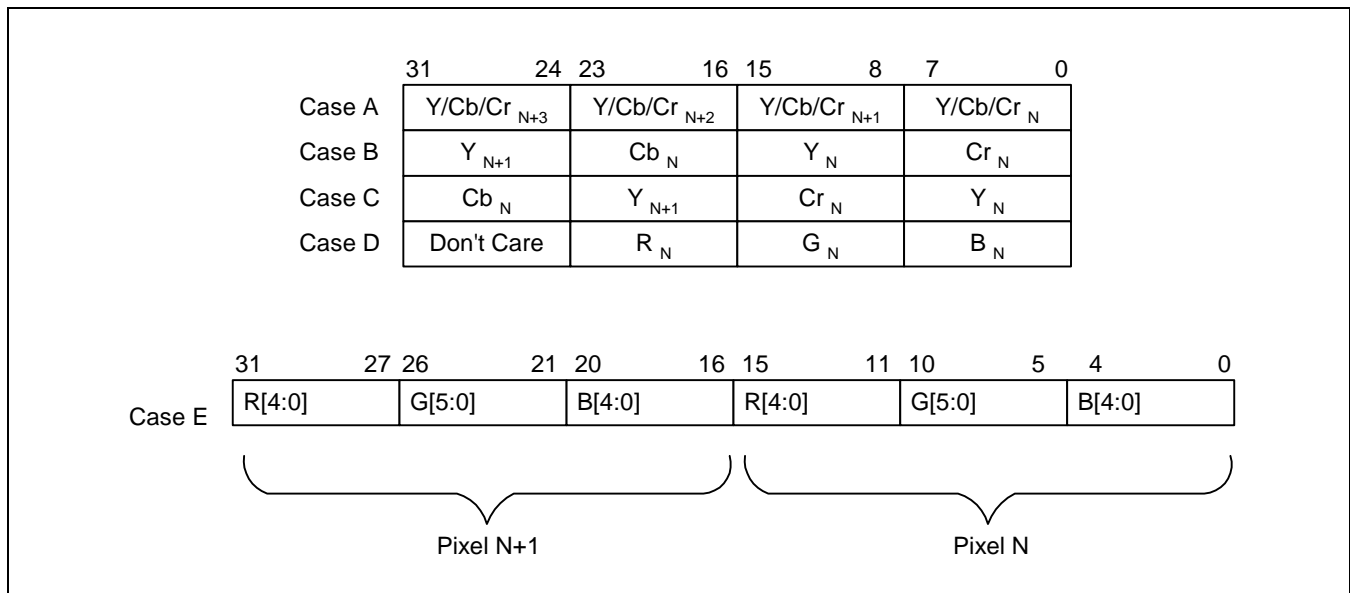 31 24 23 16 15 8 7 0
Case A Y/Cb/Cr N+3 Y/Cb/Cr N+2 Y/Cb/Cr N+1 Y/Cb/Cr N
Case B Y N+1 Cb N Y N Cr N
Case C Cb N Y N+1 Cr N Y N
Case D Don't Care R N G N B N
31 27 26 21 20 16 15 11 10 5 4 0
Case E R[4:0] G[5:0] B[4:0] R[4:0] G[5:0] B[4:0]
Pixel N+1 Pixel N